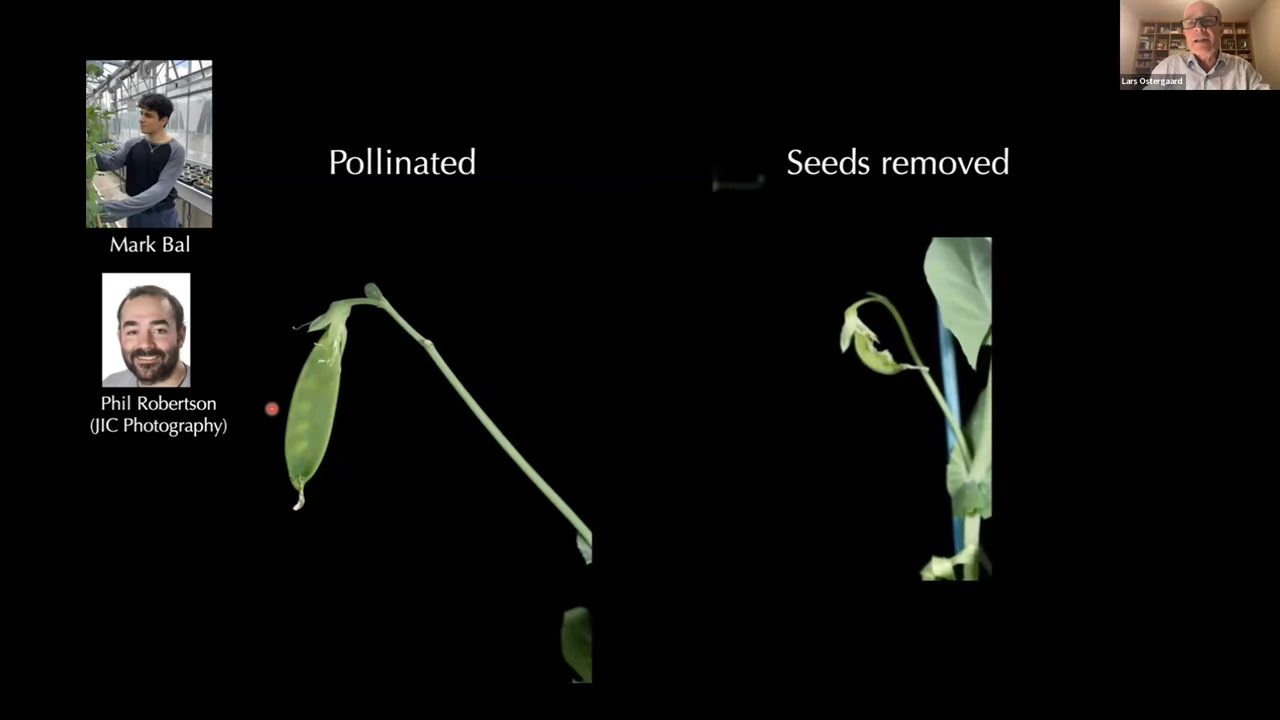 Lars Ostergaard
Pollinated
Seeds removed
Mark Bal
Phil Robertson
(JIC Photography)